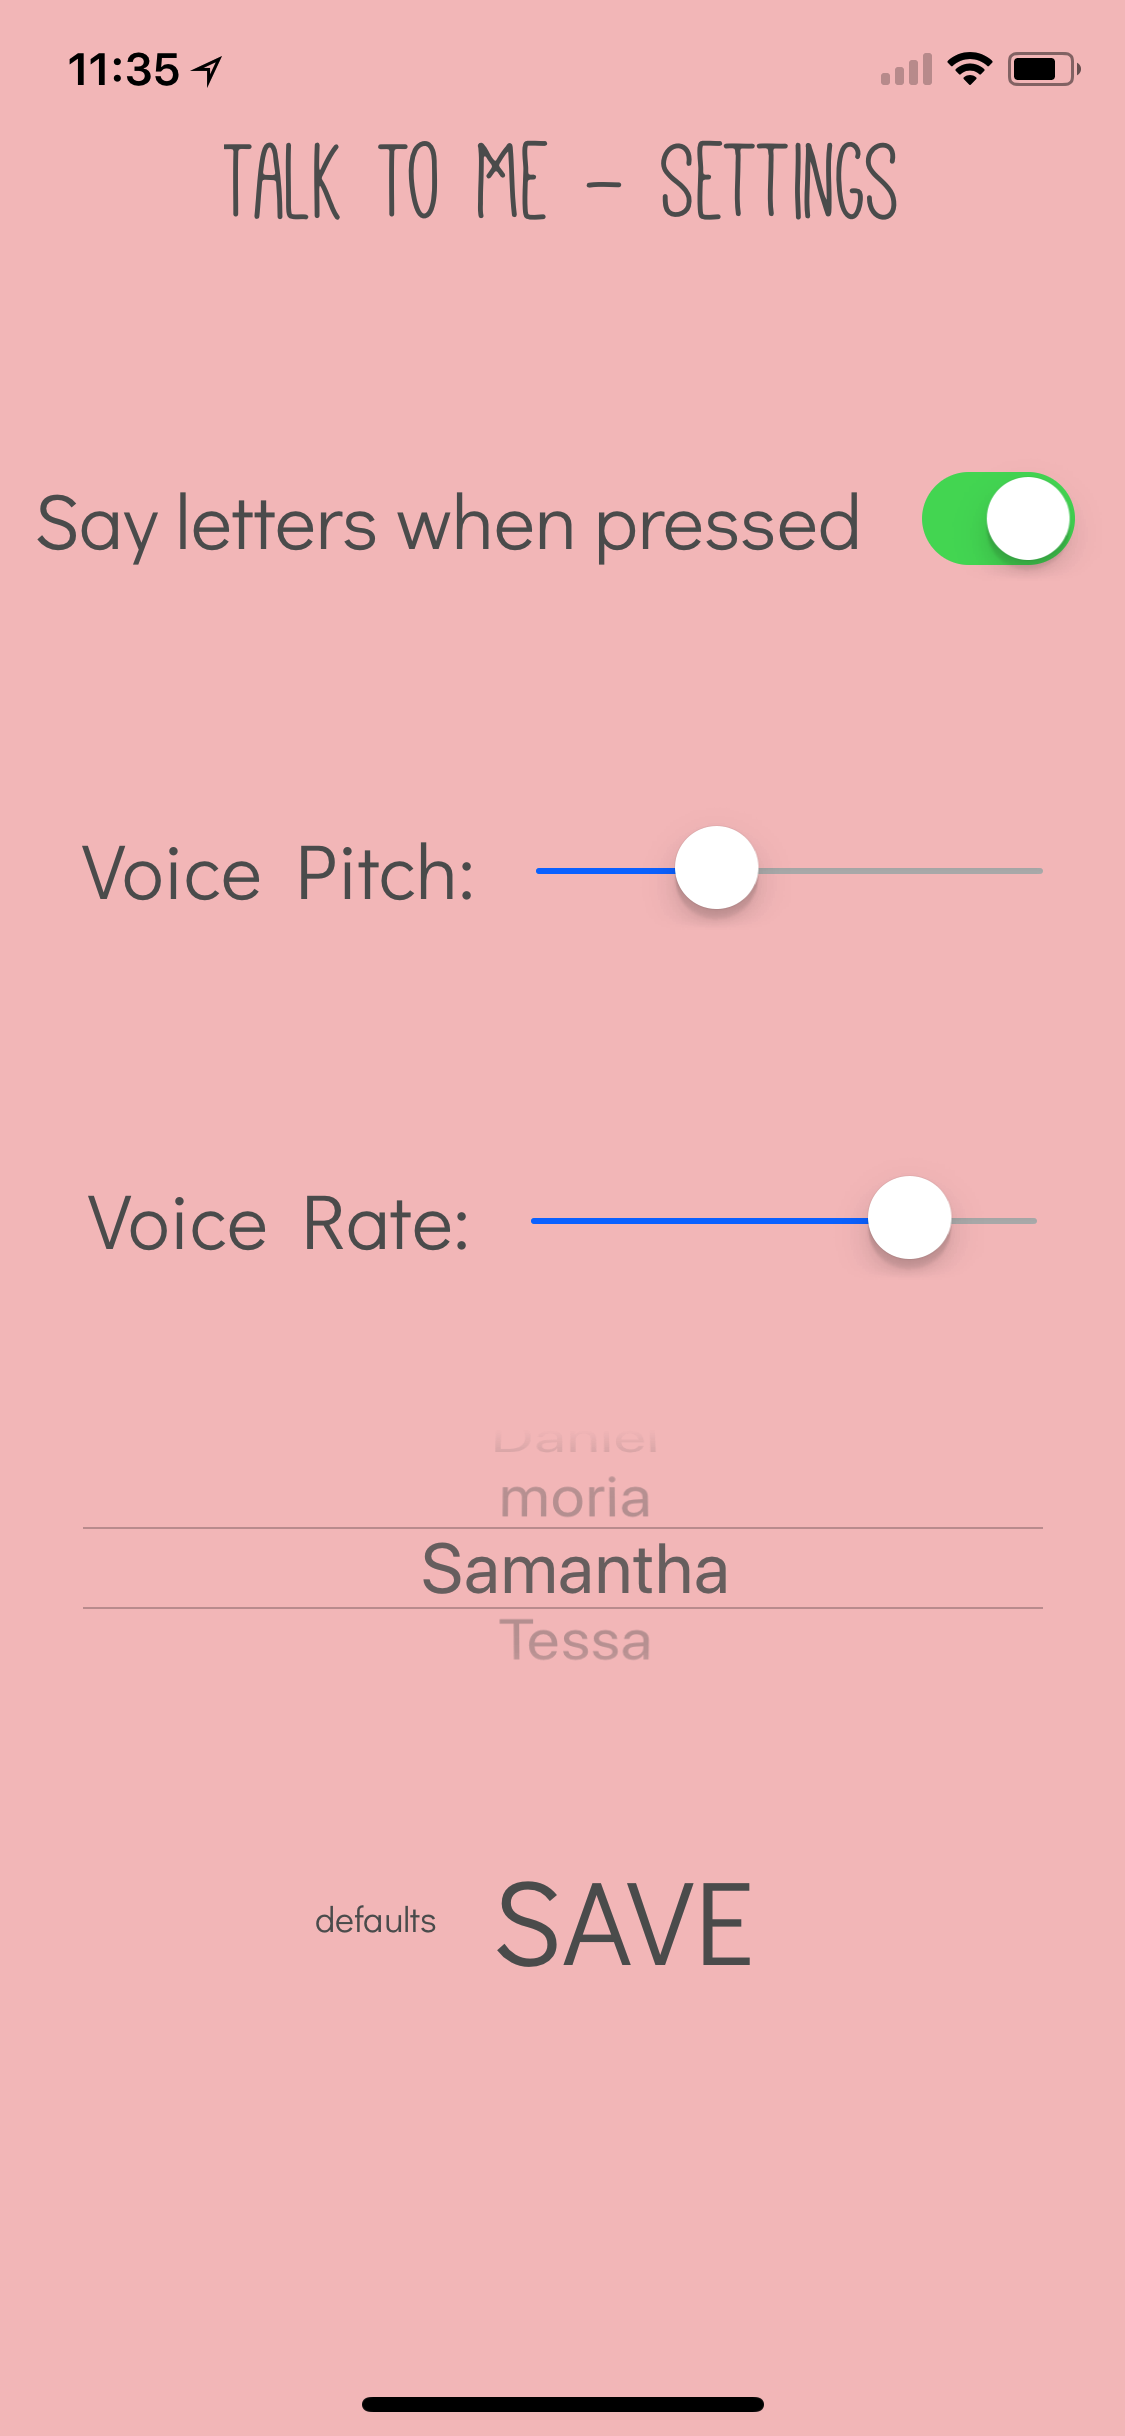 11:35
TALK TO ME - SETTINGS
Say letters when pressed
Voice Pitch:
Voice Rate:
Daniel
moria
Samantha
Tessa
defaults SAVE